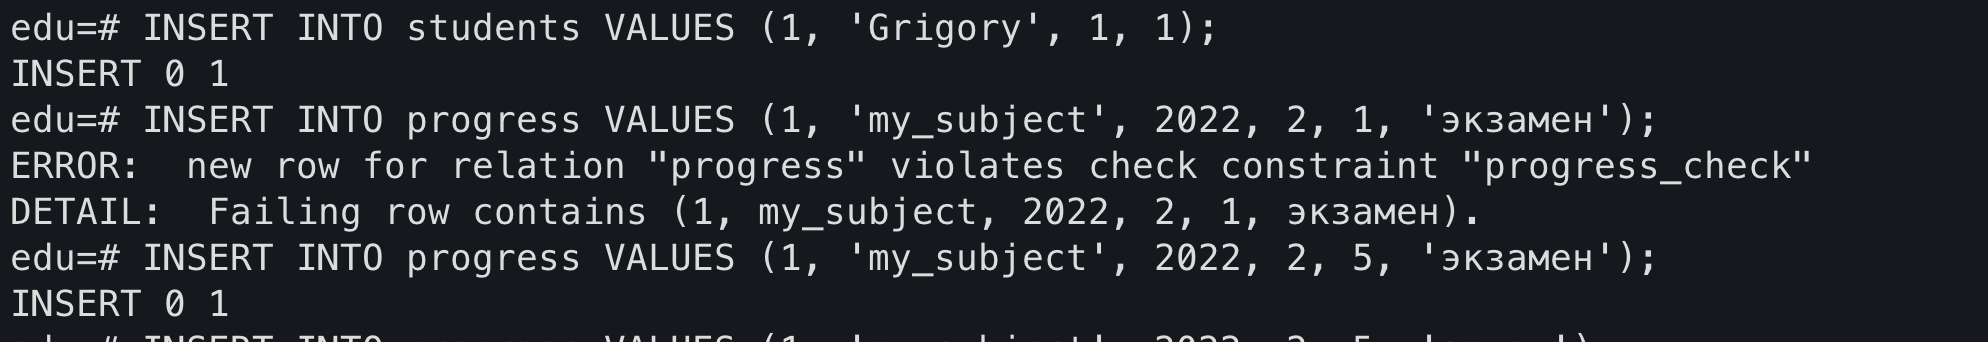 edu=# INSERT INTO students VALUES (1, 'Grigory', 1, 1);
INSERT 0 1
edu=# INSERT INTO progress VALUES (1, 'my_subject', 2022, 2, 1, 'экзамен');
ERROR:  new row for relation "progress" violates check constraint "progress_check"
DETAIL:  Failing row contains (1, my_subject, 2022, 2, 1, экзамен).
edu=# INSERT INTO progress VALUES (1, 'my_subject', 2022, 2, 5, 'экзамен');
INSERT 0 1